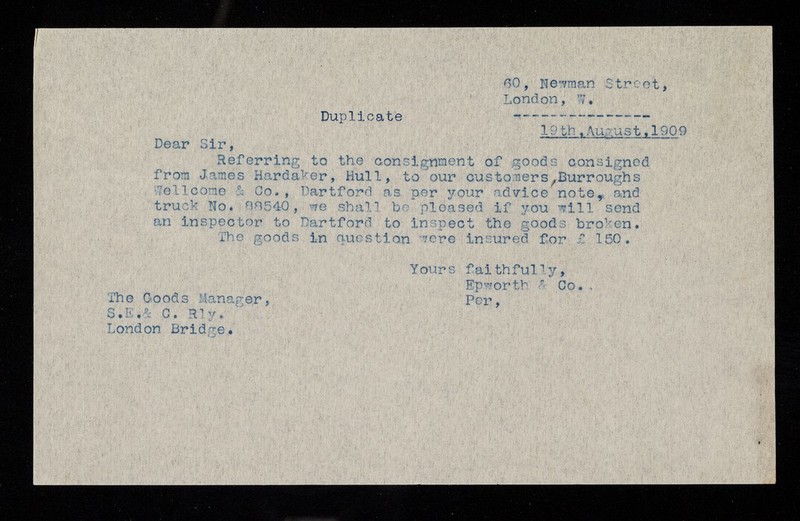 60, Newman Street,
London, W.
Duplicate
19th,August,1909
Dear Sir,
Referring to the consignment of goods consigned
from James Hardaker, Hull, to our customers,Burroughs
Wellcome & Co., Dartford as per your advice note, and
truck No. 88540, we shall be pleased if you will send
an inspector to Dartford to inspect the goods broken.
The goods in question were insured for £ 150.
Yours faithfully,
Epworth & Co..
The Goods Manager, Per,
S.E.& C. Rly.
London Bridge.